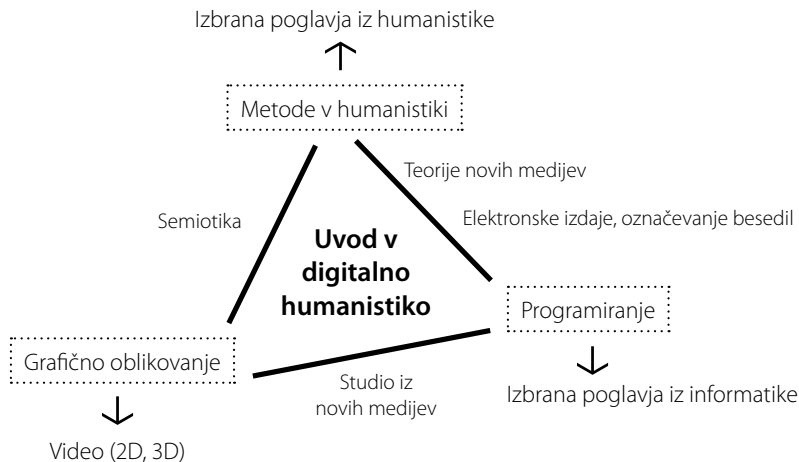 Izbrana poglavja iz humanistike
Metode v humanistiki
Teorije novih medijev
Semiotika
Elektronske izdaje, označevanje besedil
Uvod v
digitalno
humanistiko
Programiranje
Grafično oblikovanje
Studio iz
novih medijev
Izbrana poglavja iz informatike
Video (2D, 3D)